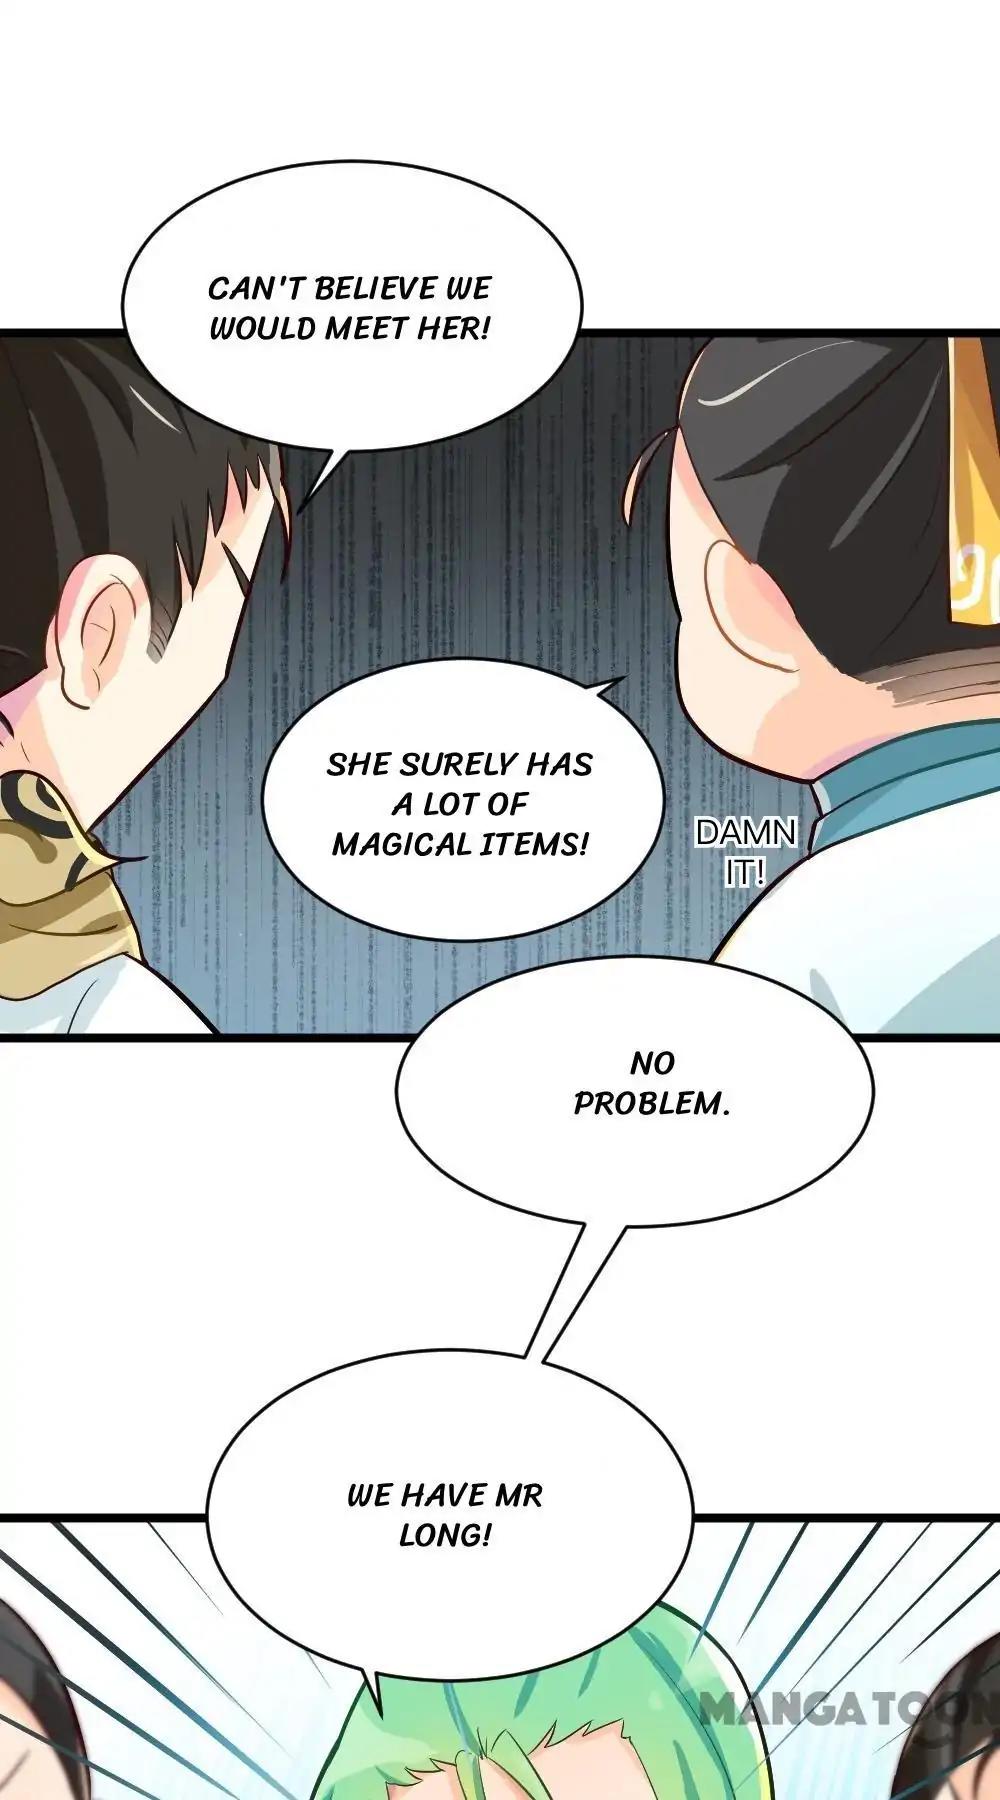 CAN'T BELIEVE WE
WOULD MEET HER!
SHE SURELY HAS
A LOT OF
MAGICAL ITEMS!
DAMN
IT!
NO
PROBLEM.
WE HAVE MR
LONG!
MANGATOON